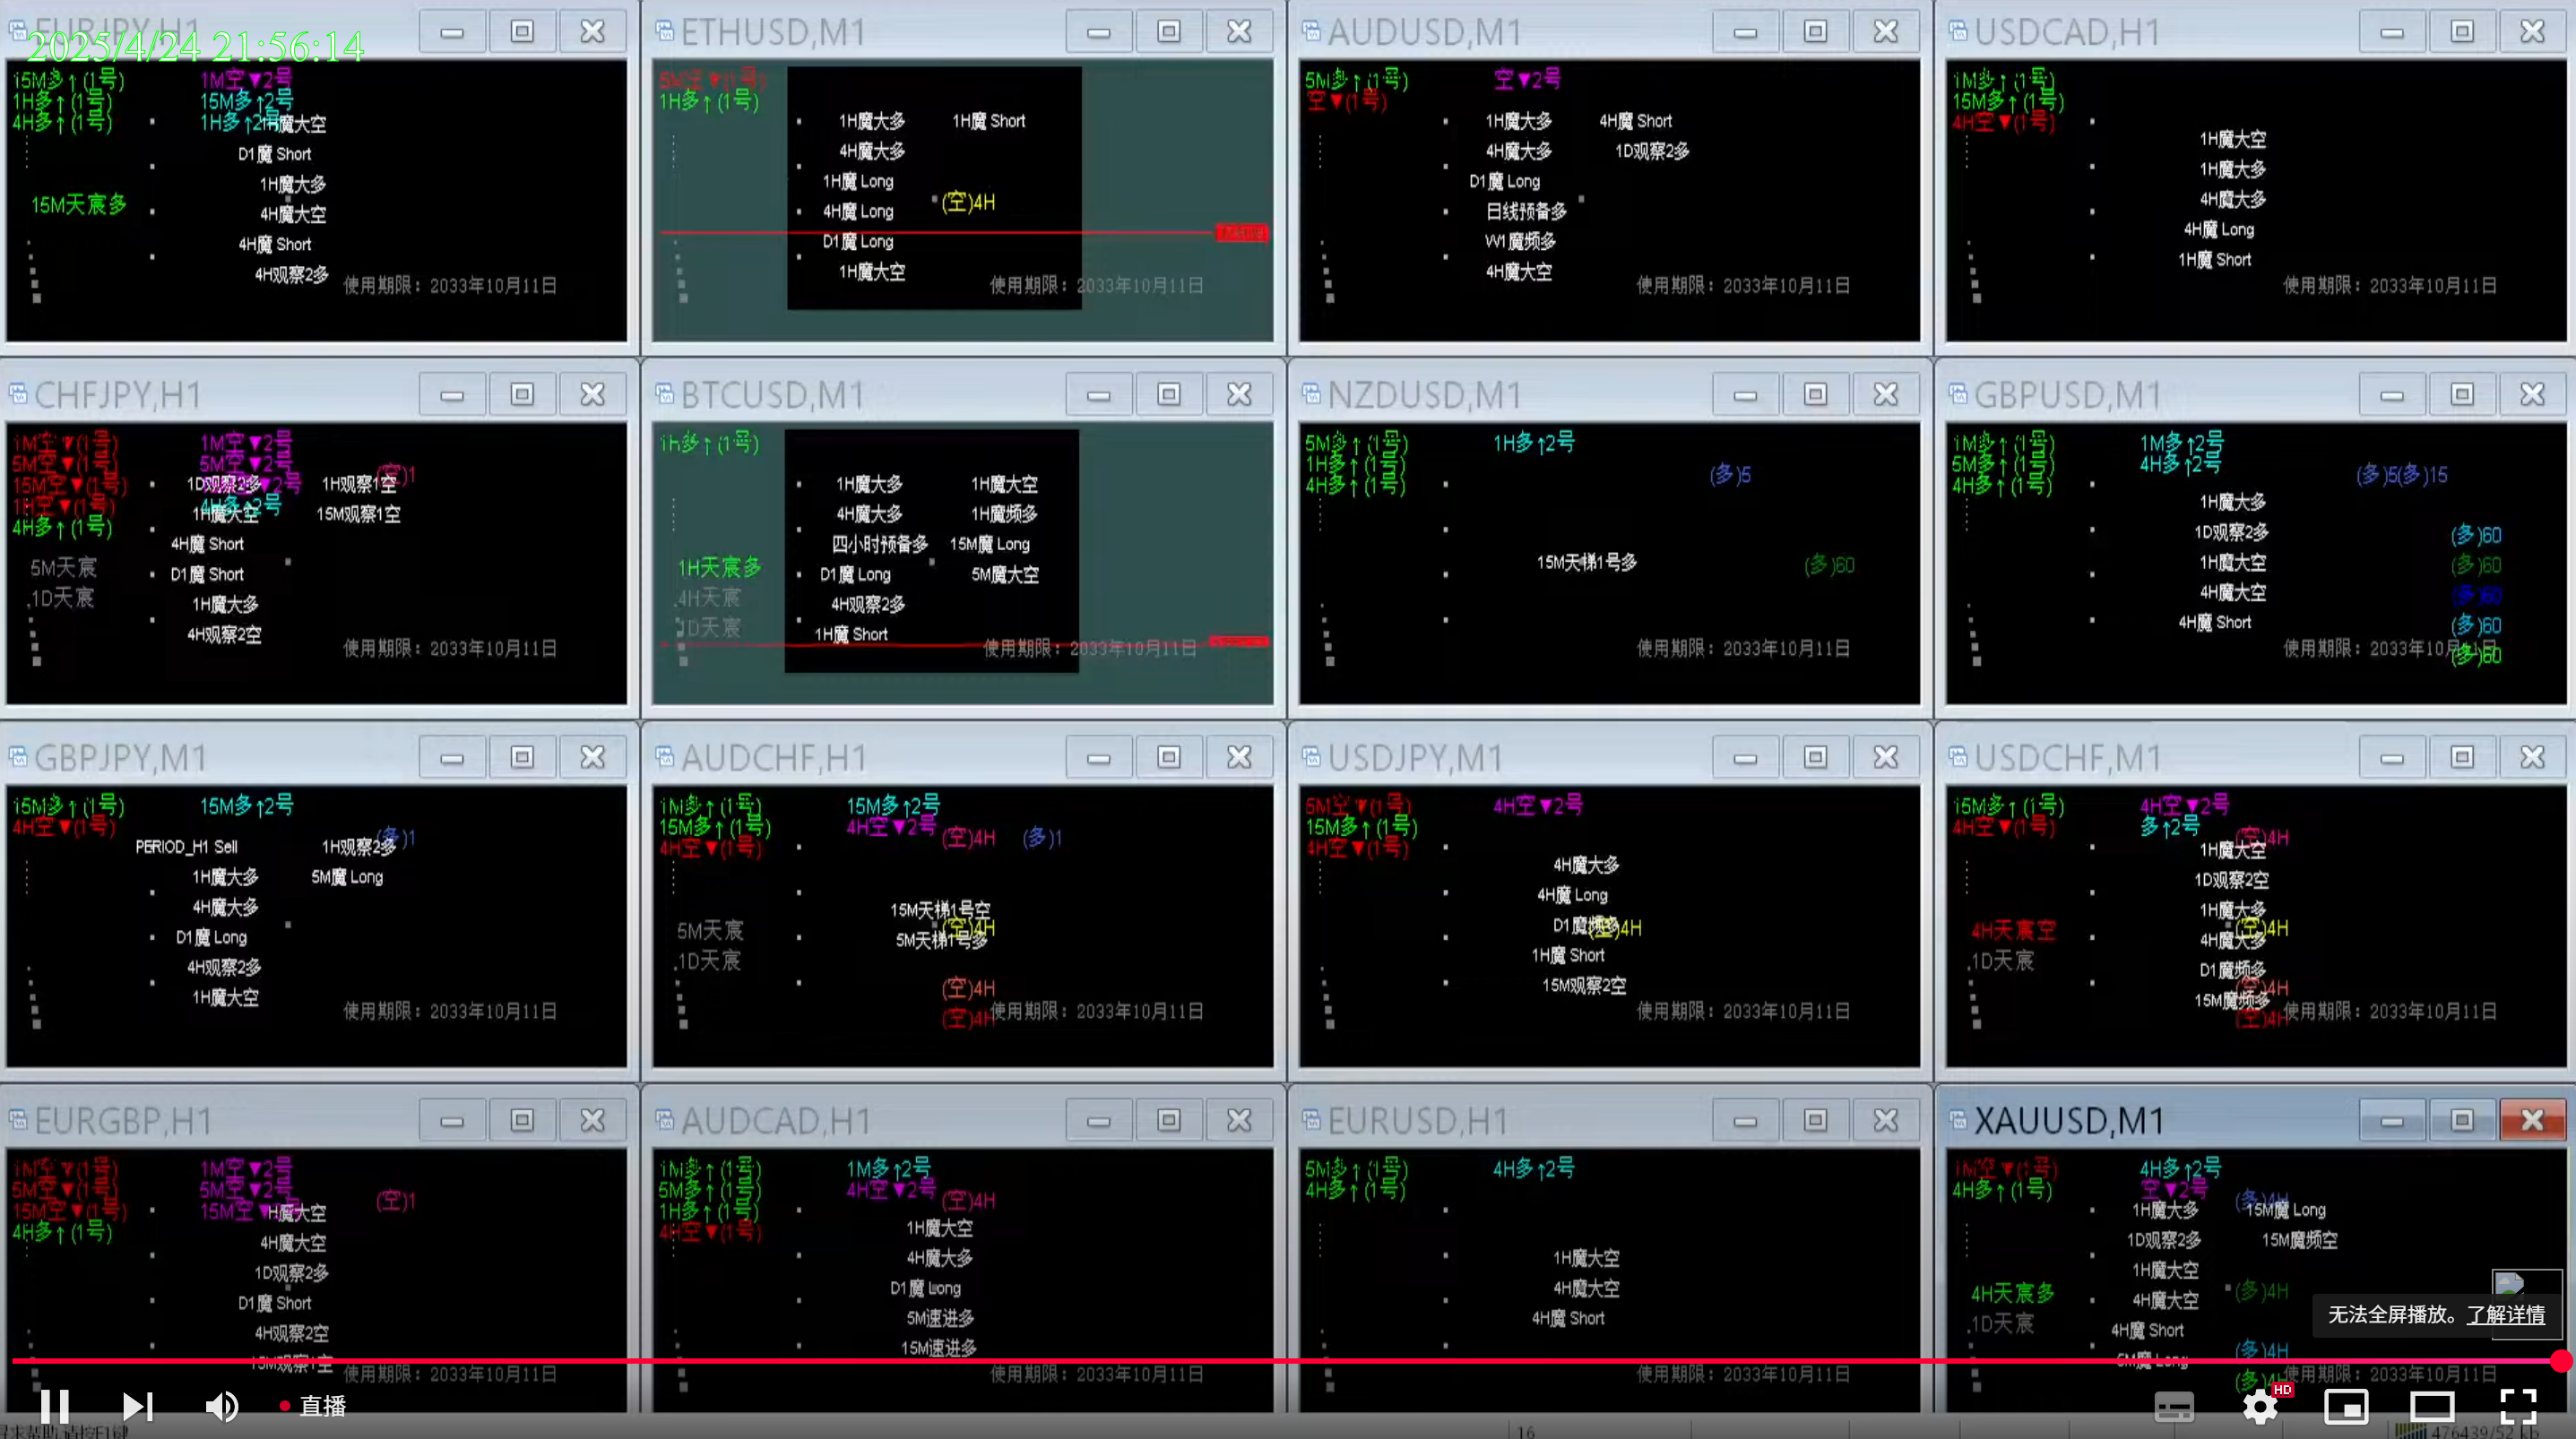 EURJPY,H1
2025/4/24 21:56:14
15M多↑(1号)
1H多↑(1号)
4H多↑(1号)
1M空▼2号
15M多↑2号
1H多↑2号
1H魔大空
D1魔 Short
1H魔大多
4H魔大空
4H魔 Short
4H观察2多
15M天宸多
使用期限：2033年10月11日
ETHUSD,M1
5M空▼(1号)
1H多↑(1号)
1H魔大多
4H魔大多
1H魔 Long
4H魔 Long
D1魔 Long
1H魔大空
1H魔 Short
(空)4H
使用期限：2033年10月11日
AUDUSD,M1
5M多↑(1号)
空▼(1号)
空▼2号
1H魔大多
4H魔大多
D1魔 Long
日线预备多
W1魔频多
4H魔大空
4H魔 Short
1D观察2多
使用期限：2033年10月11日
USDCAD,H1
1M多↑(1号)
15M多↑(1号)
4H空▼(1号)
1H魔大空
1H魔大多
4H魔大多
4H魔 Long
1H魔 Short
使用期限：2033年10月11日
CHFJPY,H1
1M空▼(1号)
5M空▼(1号)
15M空▼(1号)
1H空▼(1号)
4H多↑(1号)
1M空▼2号
5M空▼2号
4H多↑2号
(空)1
1D观察2多
1H魔大空
4H魔 Short
D1魔 Short
1H魔大多
4H观察2空
1H观察1空
15M观察1空
5M天宸
1D天宸
使用期限：2033年10月11日
BTCUSD,M1
1h多↑(1号)
1H魔大多
4H魔大多
四小时预备多
D1魔 Long
4H观察2多
1H魔 Short
1H魔大空
1H魔频多
15M魔 Long
5M魔大空
1H天宸多
4H天宸
1D天宸
使用期限：2033年10月11日
NZDUSD,M1
5M多↑(1号)
1H多↑(1号)
4H多↑(1号)
1H多↑2号
(多)5
15M天梯1号多
(多)60
使用期限：2033年10月11日
GBPUSD,M1
1M多↑(1号)
5M多↑(1号)
4H多↑(1号)
1M多↑2号
4H多↑2号
(多)5(多)15
1H魔大多
1D观察2多
1H魔大空
4H魔大空
4H魔 Short
(多)60
(多)60
(多)60
(多)60
(多)60
使用期限：2033年10月11日
GBPJPY,M1
15M多↑(1号)
4H空▼(1号)
15M多↑2号
(多)1
PERIOD_H1 Sell
1H魔大多
4H魔大多
D1魔 Long
4H观察2多
1H魔大空
1H观察2多
5M魔 Long
使用期限：2033年10月11日
AUDCHF,H1
1M多↑(1号)
15M多↑(1号)
4H空▼(1号)
15M多↑2号
4H空▼2号
(空)4H
(多)1
15M天梯1号空
(空)4H
5M天梯1号多
5M天宸
1D天宸
(空)4H
(空)4H
使用期限：2033年10月11日
USDJPY,M1
5M空▼(1号)
15M多↑(1号)
4H空▼(1号)
4H空▼2号
4H魔大多
4H魔 Long
D1魔频多
(空)4H
1H魔 Short
15M观察2空
使用期限：2033年10月11日
USDCHF,M1
15M多↑(1号)
4H空▼(1号)
4H空▼2号
多↑2号
(空)4H
1H魔大空
1D观察2空
1H魔大多
(空)4H
4H魔大多
D1魔频多
(空)4H
15M魔频多
(空)4H
4H天宸空
1D天宸
使用期限：2033年10月11日
EURGBP,H1
1M空▼(1号)
5M空▼(1号)
15M空▼(1号)
4H多↑(1号)
1M空▼2号
5M空▼2号
15M空▼2号
(空)1
1H魔大空
4H魔大空
1D观察2多
D1魔 Short
4H观察2空
15M观察1空
使用期限：2033年10月11日
AUDCAD,H1
1M多↑(1号)
5M多↑(1号)
1H多↑(1号)
4H空▼(1号)
1M多↑2号
4H空▼2号
(空)4H
1H魔大空
4H魔大多
D1魔 Long
5M速进多
15M速进多
使用期限：2033年10月11日
EURUSD,H1
5M多↑(1号)
4H多↑(1号)
4H多↑2号
1H魔大空
4H魔大空
4H魔 Short
使用期限：2033年10月11日
XAUUSD,M1
1M空▼(1号)
4H多↑(1号)
4H多↑2号
空▼2号
(多)4H
1H魔大多
1D观察2多
1H魔大空
4H魔大空
4H魔 Short
5M魔 Long
15M魔 Long
15M魔频空
(多)4H
(多)4H
4H天宸多
1D天宸
使用期限：2033年10月11日
无法全屏播放。了解详情
直播
HD
16
476439/52 kb